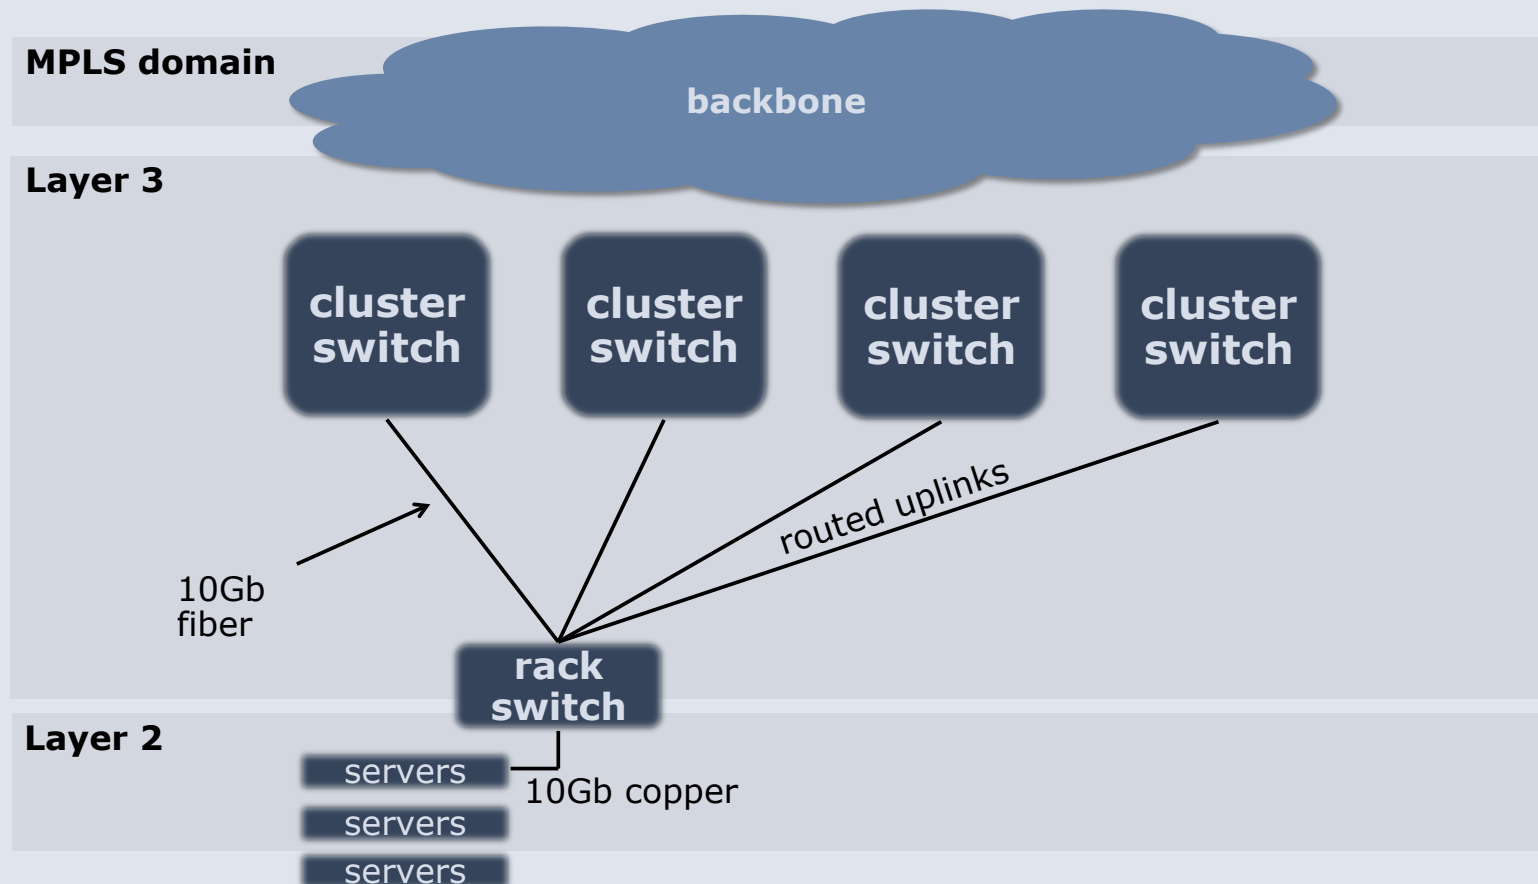 MPLS domain
backbone
Layer 3
cluster
switch
cluster
switch
cluster
switch
cluster
switch
routed uplinks
10Gb
fiber
rack
switch
Layer 2
servers
10Gb copper
servers
servers